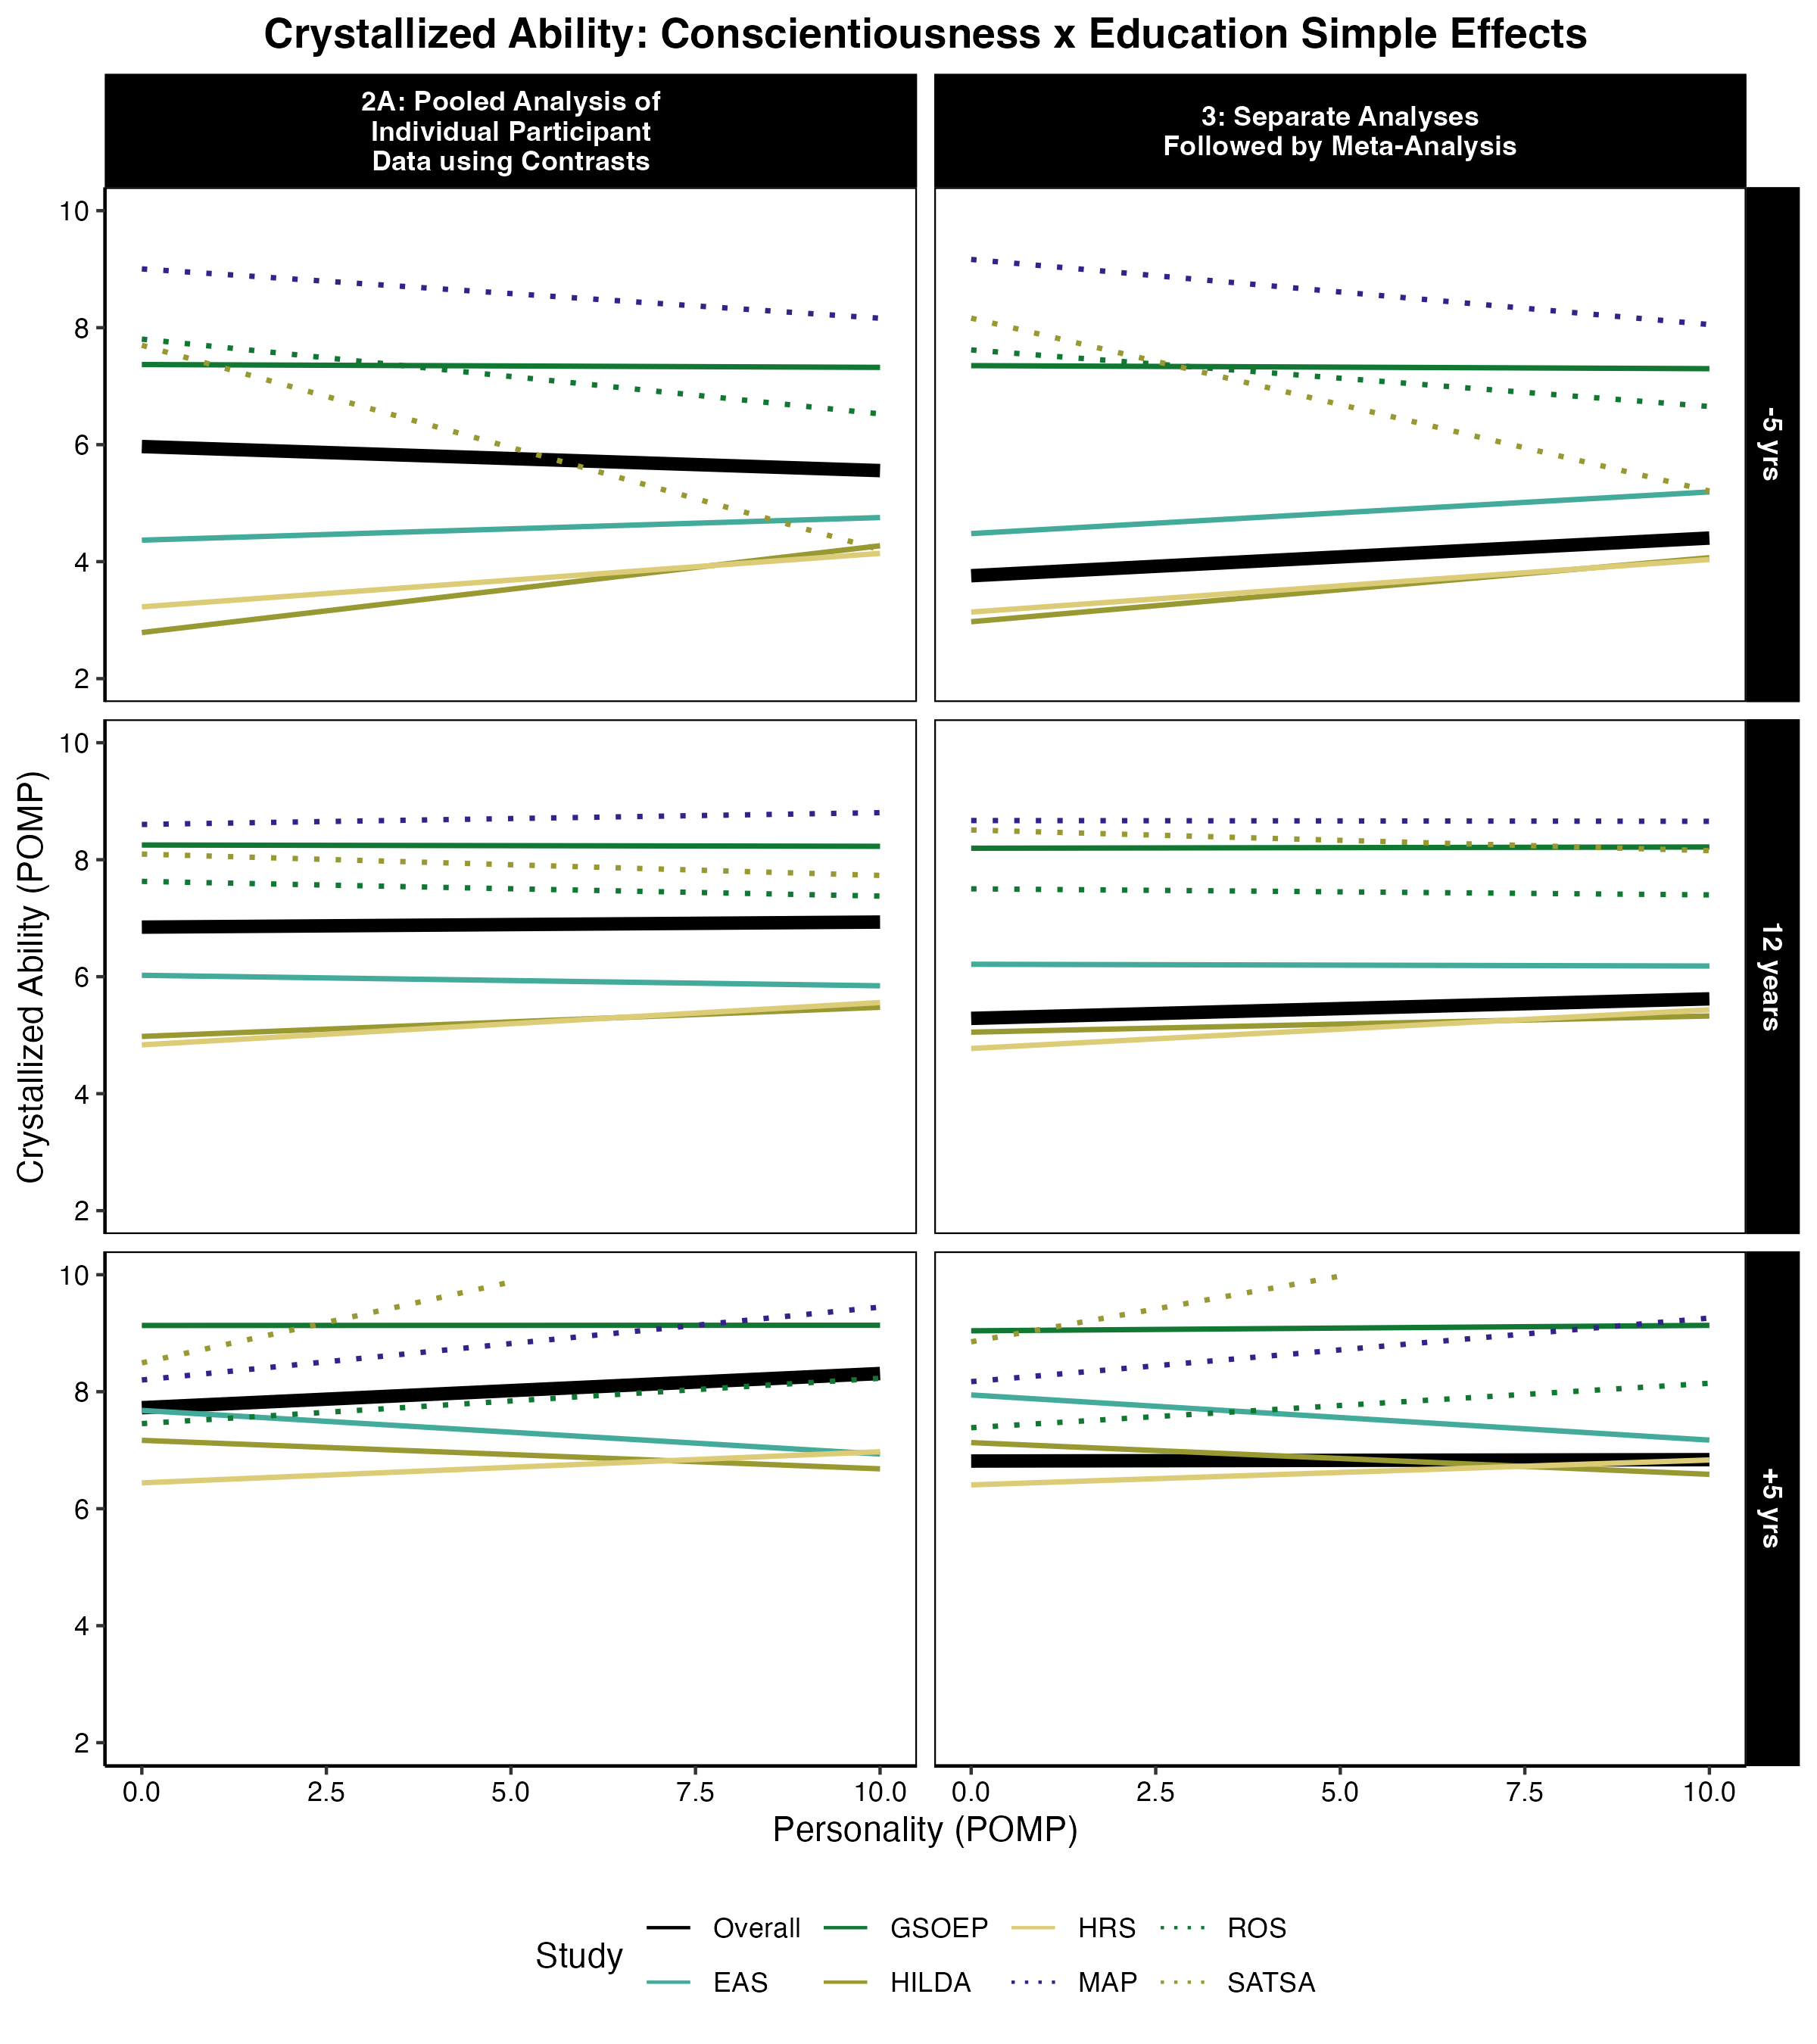 Crystallized Ability: Conscientiousness x Education Simple Effects
2A: Pooled Analysis of
Individual Participant
Data using Contrasts
3: Separate Analyses
Followed by Meta-Analysis
10
8
6
4
2
-5 yrs
Crystallized Ability (POMP)
10
8
6
4
2
12 years
10
8
6
4
2
+5 yrs
0.0 2.5 5.0 7.5 10.0 0.0 2.5 5.0 7.5 10.0
Personality (POMP)
Study
Overall GSOEP HRS ROS
EAS HILDA MAP SATSA